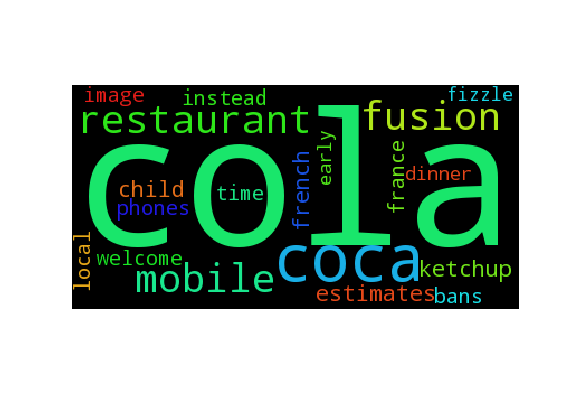 image
instead
fizzle
restaurant
fusion
cola
early
french
france
child
time
dinner
phones
local
welcome
mobile
coca
ketchup
estimates
bans